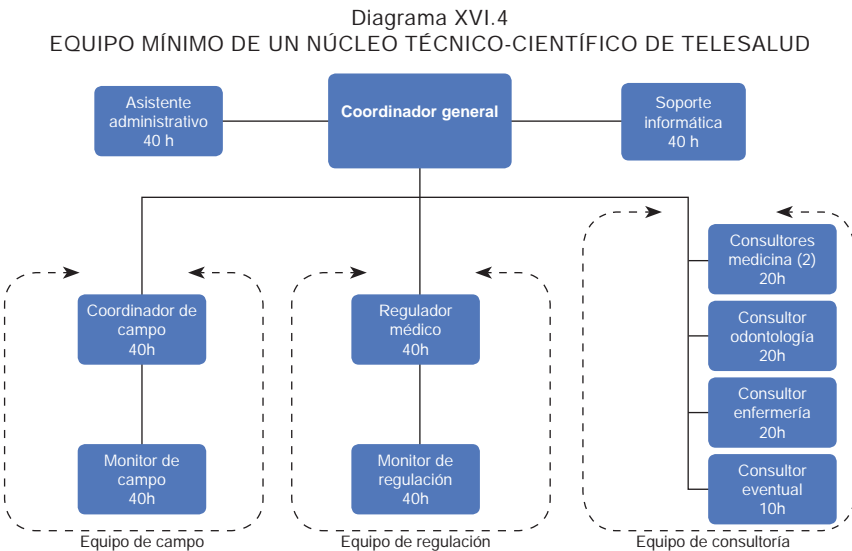 Diagrama XVI.4
EQUIPO MÍNIMO DE UN NÚCLEO TÉCNICO-CIENTÍFICO DE TELESALUD
Asistente
administrativo
40 h
Coordinador general
Soporte
informática
40 h
Coordinador de
campo
40h
Monitor de
campo
40h
Equipo de campo
Regulador
médico
40h
Monitor de
regulación
40h
Equipo de regulación
Consultores
medicina (2)
20h
Consultor
odontología
20h
Consultor
enfermería
20h
Consultor
eventual
10h
Equipo de consultoría